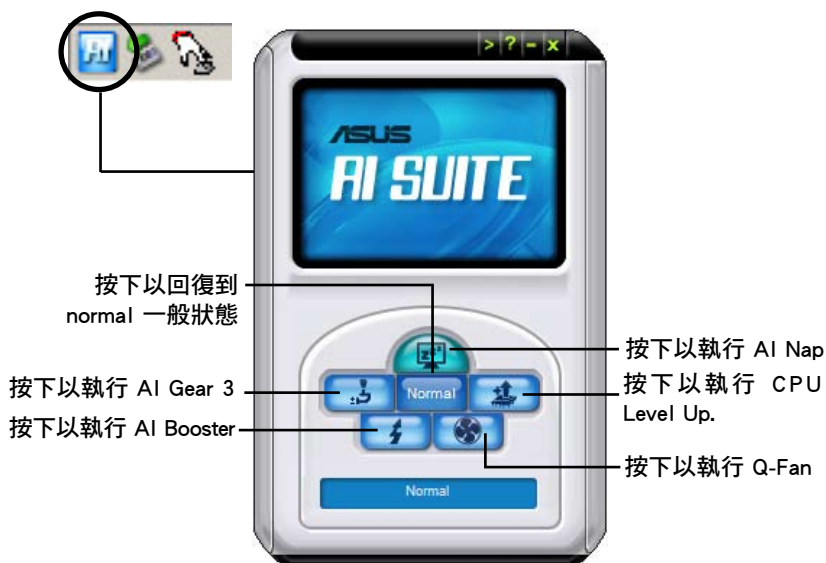 AI
> ? - x
ASUS
AI SUITE
按下以回復到
normal 一般狀態
zzz
按下以執行 AI Nap
按下以執行 AI Gear 3
Normal
按下以執行 CPU
Level Up.
按下以執行 AI Booster
按下以執行 Q-Fan
Normal